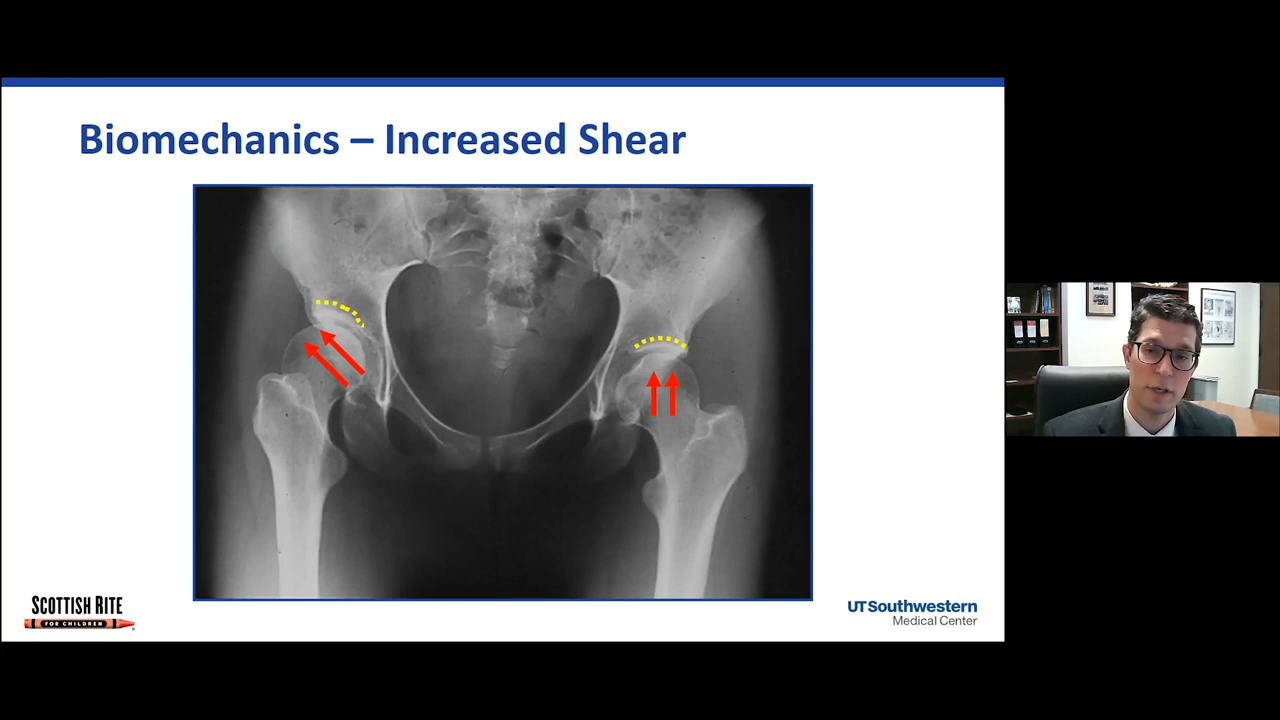 Biomechanics – Increased Shear
SCOTTISH RITE
FOR CHILDREN
UTSouthwestern
Medical Center